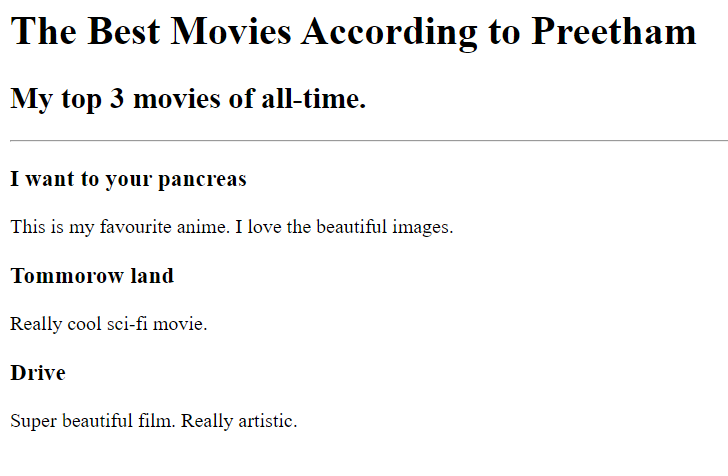 The Best Movies According to Preetham
My top 3 movies of all-time.
I want to your pancreas
This is my favourite anime. I love the beautiful images.
Tommorow land
Really cool sci-fi movie.
Drive
Super beautiful film. Really artistic.